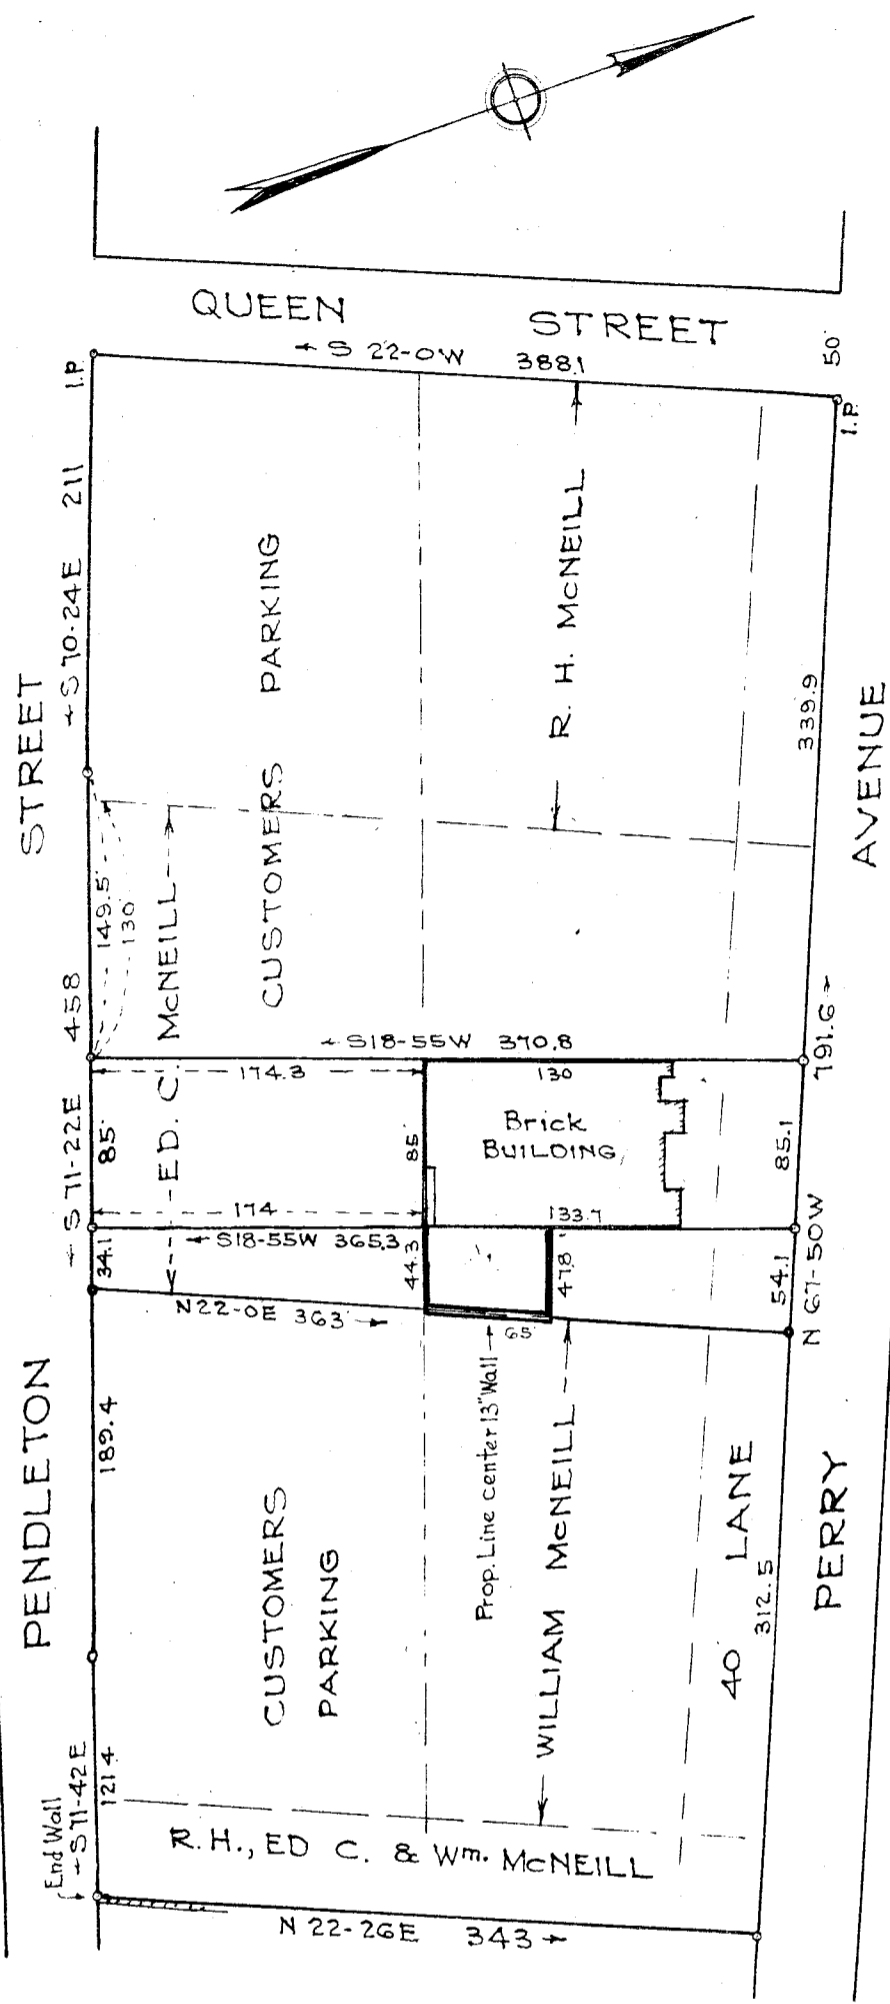 QUEEN STREET
← S 22-0W 388.1
50'
I.P.
I.P.
← S 70-24E 211
STREET
CUSTOMERS PARKING
R. H. McNEILL
339.9
AVENUE
149.5'
130'
ED. C. McNEILL
← S 71-22E 458
← S18-55W 370.8
791.6 →
174.3
130
85'
85'
Brick
BUILDING
85.1
174
133.7
← S18-55W 365.3
34.1
44.3
47.8'
54.1
N 67-50W
N22-0E 363' →
65'
Prop. Line center 13" Wall
PENDLETON
189.4
CUSTOMERS
PARKING
WILLIAM McNEILL
40' LANE
312.5
PERRY
End Wall
← S 71-42E
121.4
R.H., ED C. & Wm. McNEILL
N 22-26E 343 →